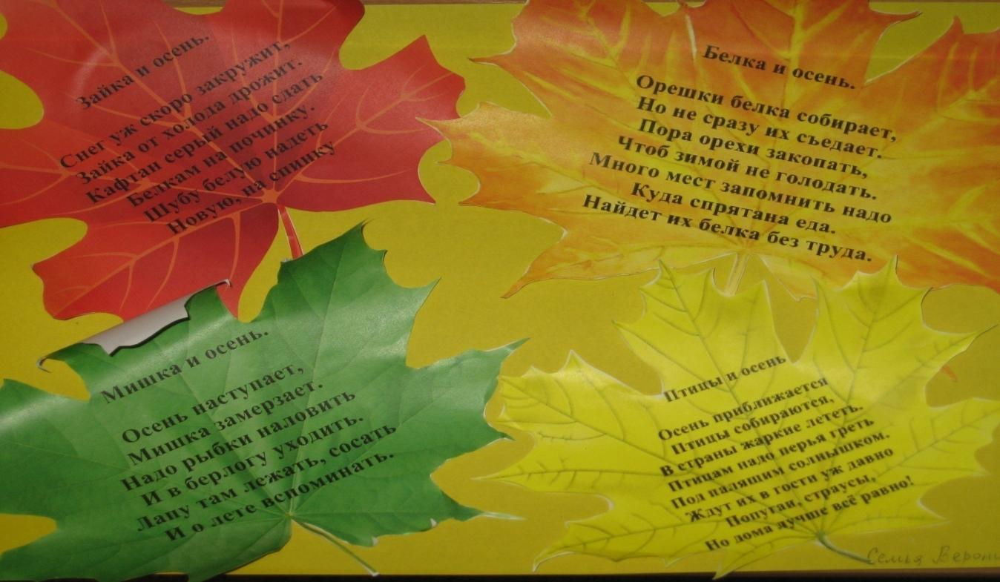 Зайка и осень.
Снег уж скоро закружит,
Зайка от холода дрожит.
Кафтан серый надо сдать
Белкам на починку.
Шубу белую надеть
Новую, на спинку
Белка и осень.
Орешки белка собирает,
Но не сразу их съедает.
Пора орехи закопать,
Чтоб зимой не голодать.
Много мест запомнить надо
Куда спрятана еда.
Найдет их белка без труда.
Мишка и осень.
Осень наступает,
Мишка замерзает.
Надо рыбки наловить
И в берлогу уходить.
Лапу там лежать, сосать
И о лете вспоминать.
Птицы и осень
Осень приближается
Птицы собираются,
В страны жаркие лететь.
Птицам надо перья греть
Под палящим солнышком.
Ждут их в гости уж давно
Попугаи, страусы,
Но дома лучше всё равно!
Семья